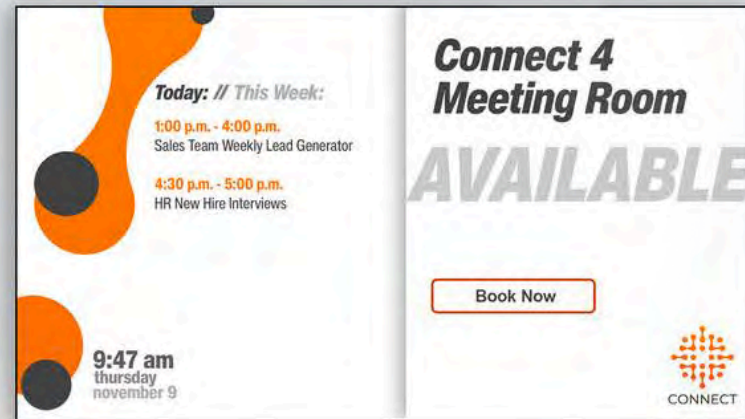 Today: // This Week:
1:00 p.m. - 4:00 p.m.
Sales Team Weekly Lead Generator
4:30 p.m. - 5:00 p.m.
HR New Hire Interviews
9:47 am
thursday
november 9
Connect 4
Meeting Room
AVAILABLE
Book Now
CONNECT